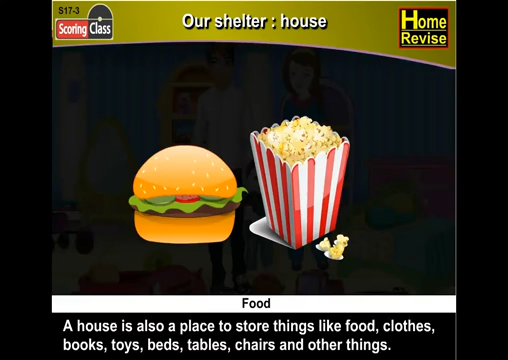 S17-3
Scoring Class
Our shelter : house
Home
Revise
Food
A house is also a place to store things like food, clothes,
books, toys, beds, tables, chairs and other things.